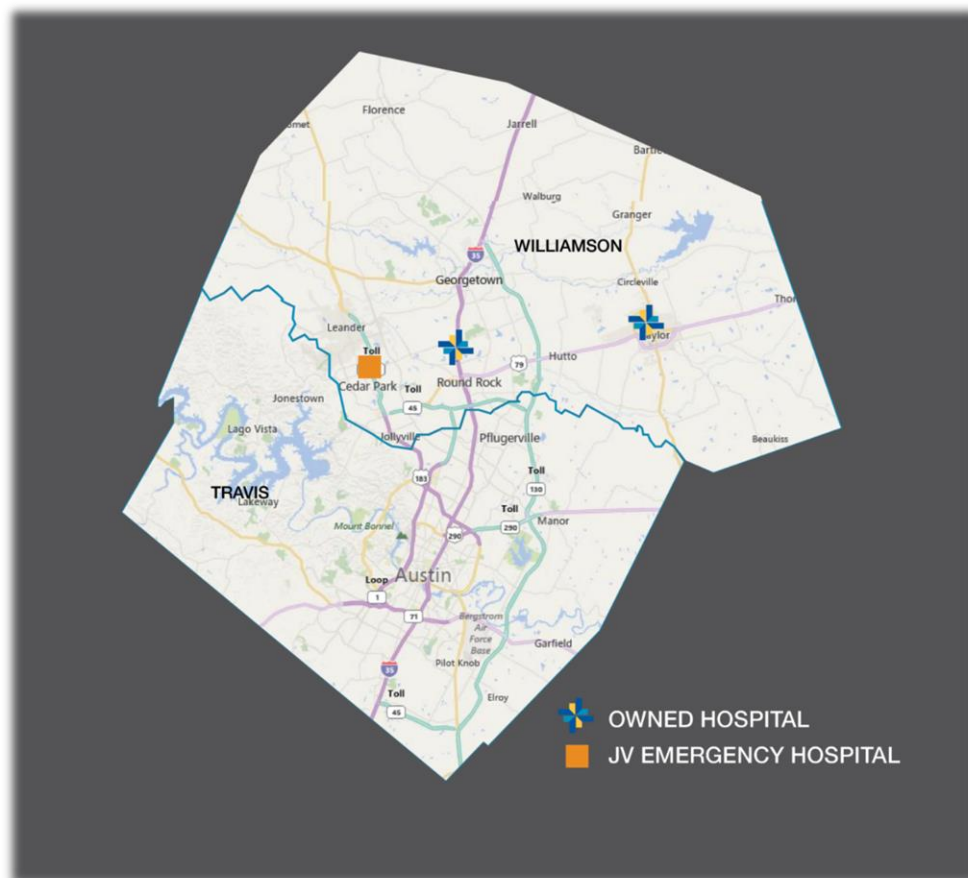 Florence
Jarrell
Walburg
Granger
WILLIAMSON
35
Georgetown
Circleville
Leander
Toll
Hutto
79
Cedar Park
Toll
Round Rock
45
Jonestown
Jollyville
Pflugerville
Lago Vista
Beaukiss
TRAVIS
Lakeway
183
Toll
130
Toll
290
Manor
Mount Bonnel
290
Austin
Loop
1
71
Bergstrom
Air
Force
Base
Garfield
Pilot Knob
35
Toll
45
Elroy
OWNED HOSPITAL
JV EMERGENCY HOSPITAL